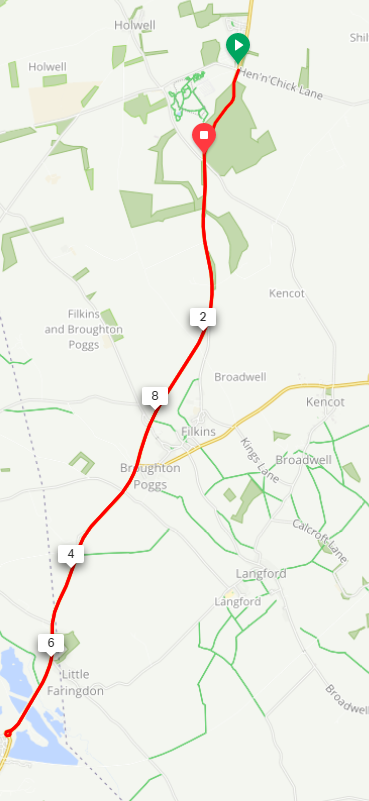 Holwell
Shil
Holwell
Hen'n'Chick Lane
Kencot
2
Filkins
and Broughton
Poggs
Broadwell
8
Kencot
Filkins
Kings Lane
Broadwell
Broughton
Poggs
Calcroft Lane
4
Langford
Langford
6
Little
Faringdon
Broadwel